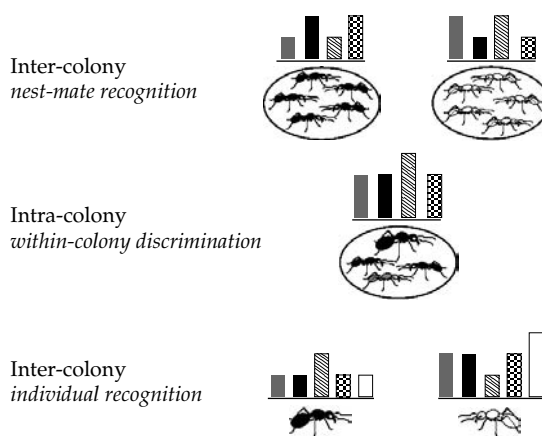 Inter-colony
nest-mate recognition
Intra-colony
within-colony discrimination
Inter-colony
individual recognition